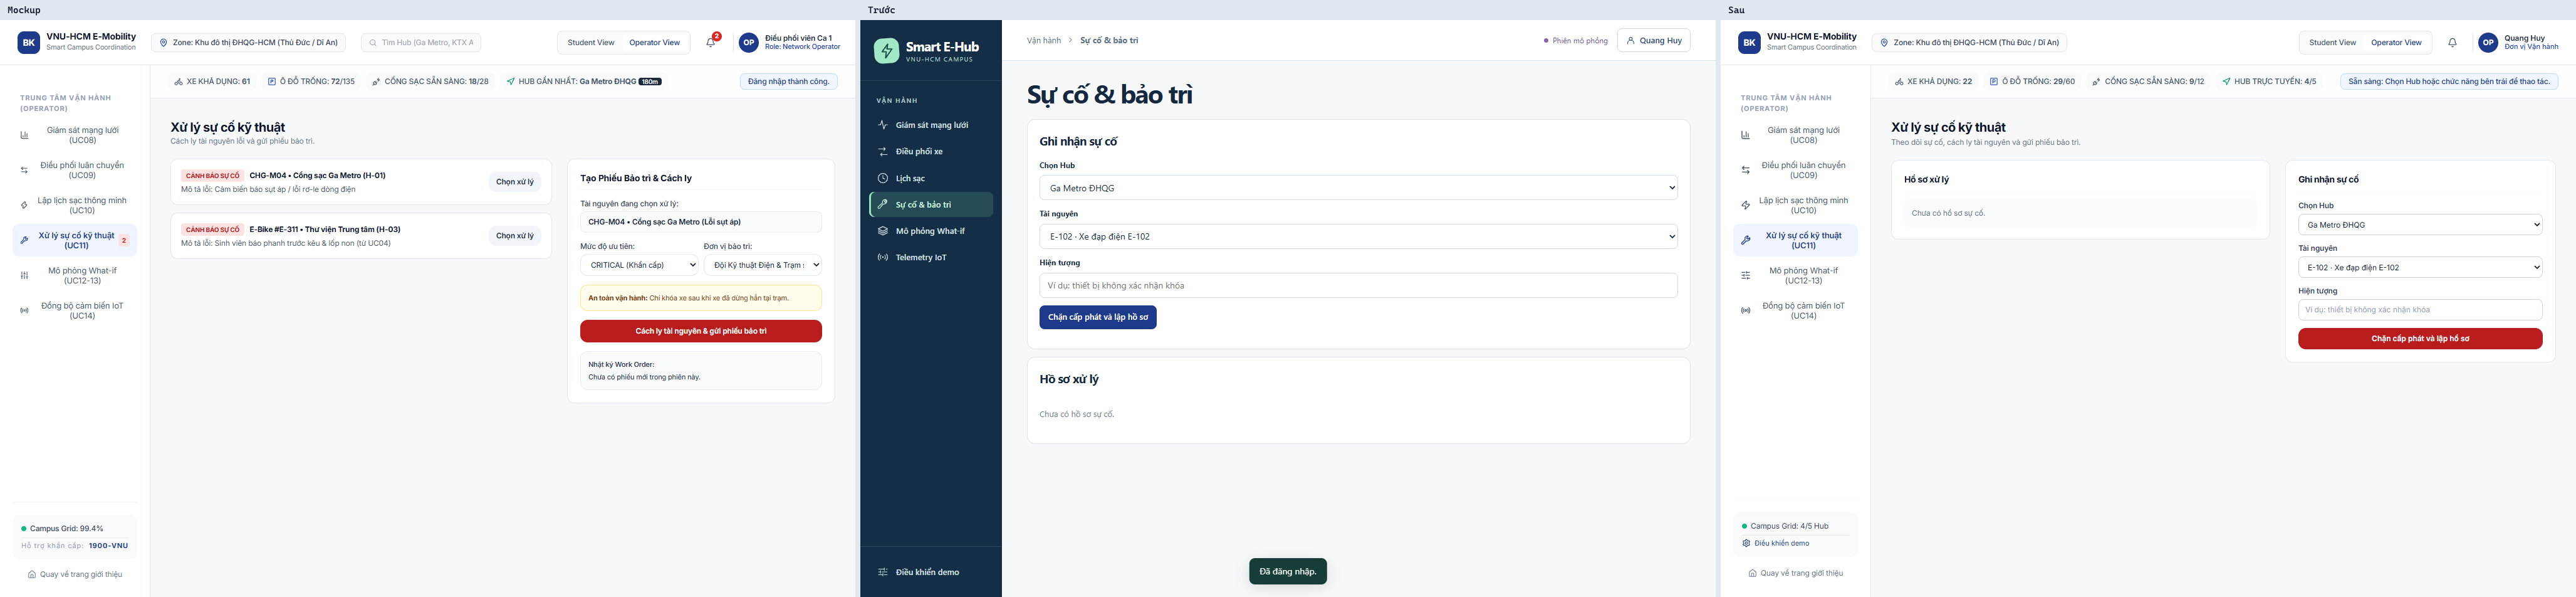 Mockup
BK
VNU-HCM E-Mobility
Smart Campus Coordination
Zone: Khu đô thị ĐHQG-HCM (Thủ Đức / Dĩ An)
Tìm Hub (Ga Metro, KTX A
Student View
Operator View
2
OP
Điều phối viên Ca 1
Role: Network Operator
XE KHẢ DỤNG: 61
Ô ĐỖ TRỐNG: 72/135
CỔNG SẠC SẴN SÀNG: 18/28
HUB GẦN NHẤT: Ga Metro ĐHQG 180m
Đăng nhập thành công.
TRUNG TÂM VẬN HÀNH
(OPERATOR)
Giám sát mạng lưới
(UC08)
Điều phối luân chuyển
(UC09)
Lập lịch sạc thông minh
(UC10)
Xử lý sự cố kỹ thuật
(UC11)
2
Mô phỏng What-if
(UC12-13)
Đồng bộ cảm biến IoT
(UC14)
Campus Grid: 99.4%
Hỗ trợ khẩn cấp: 1900-VNU
Quay về trang giới thiệu
Xử lý sự cố kỹ thuật
Cách ly tài nguyên lỗi và gửi phiếu bảo trì.
CẢNH BÁO SỰ CỐ
CHG-M04 • Cổng sạc Ga Metro (H-01)
Mô tả lỗi: Cảm biến báo sụt áp / lỗi rơ-le dòng điện
Chọn xử lý
CẢNH BÁO SỰ CỐ
E-Bike #E-311 • Thư viện Trung tâm (H-03)
Mô tả lỗi: Sinh viên báo phanh trước kêu & lốp non (từ UC04)
Chọn xử lý
Tạo Phiếu Bảo trì & Cách ly
Tài nguyên đang chọn xử lý:
CHG-M04 • Cổng sạc Ga Metro (Lỗi sụt áp)
Mức độ ưu tiên:
Đơn vị bảo trì:
CRITICAL (Khẩn cấp)
Đội Kỹ thuật Điện & Trạm
An toàn vận hành: Chỉ khóa xe sau khi xe đã dừng hẳn tại trạm.
Cách ly tài nguyên & gửi phiếu bảo trì
Nhật ký Work Order:
Chưa có phiếu mới trong phiên này.
Trước
Smart E-Hub
VNU-HCM CAMPUS
VẬN HÀNH
Giám sát mạng lưới
Điều phối xe
Lịch sạc
Sự cố & bảo trì
Mô phỏng What-if
Telemetry IoT
Điều khiển demo
Vận hành
Sự cố & bảo trì
Phiên mô phỏng
Quang Huy
Sự cố & bảo trì
Ghi nhận sự cố
Chọn Hub
Ga Metro ĐHQG
Tài nguyên
E-102 · Xe đạp điện E-102
Hiện tượng
Ví dụ: thiết bị không xác nhận khóa
Chặn cấp phát và lập hồ sơ
Hồ sơ xử lý
Chưa có hồ sơ sự cố.
Đã đăng nhập.
Sau
BK
VNU-HCM E-Mobility
Smart Campus Coordination
Zone: Khu đô thị ĐHQG-HCM (Thủ Đức / Dĩ An)
Student View
Operator View
OP
Quang Huy
Đơn vị Vận hành
XE KHẢ DỤNG: 22
Ô ĐỖ TRỐNG: 29/60
CỔNG SẠC SẴN SÀNG: 9/12
HUB TRỰC TUYẾN: 4/5
Sẵn sàng: Chọn Hub hoặc chức năng bên trái để thao tác.
TRUNG TÂM VẬN HÀNH
(OPERATOR)
Giám sát mạng lưới
(UC08)
Điều phối luân chuyển
(UC09)
Lập lịch sạc thông minh
(UC10)
Xử lý sự cố kỹ thuật
(UC11)
Mô phỏng What-if
(UC12-13)
Đồng bộ cảm biến IoT
(UC14)
Campus Grid: 4/5 Hub
Điều khiển demo
Quay về trang giới thiệu
Xử lý sự cố kỹ thuật
Theo dõi sự cố, cách ly tài nguyên và gửi phiếu bảo trì.
Hồ sơ xử lý
Chưa có hồ sơ sự cố.
Ghi nhận sự cố
Chọn Hub
Ga Metro ĐHQG
Tài nguyên
E-102 · Xe đạp điện E-102
Hiện tượng
Ví dụ: thiết bị không xác nhận khóa
Chặn cấp phát và lập hồ sơ